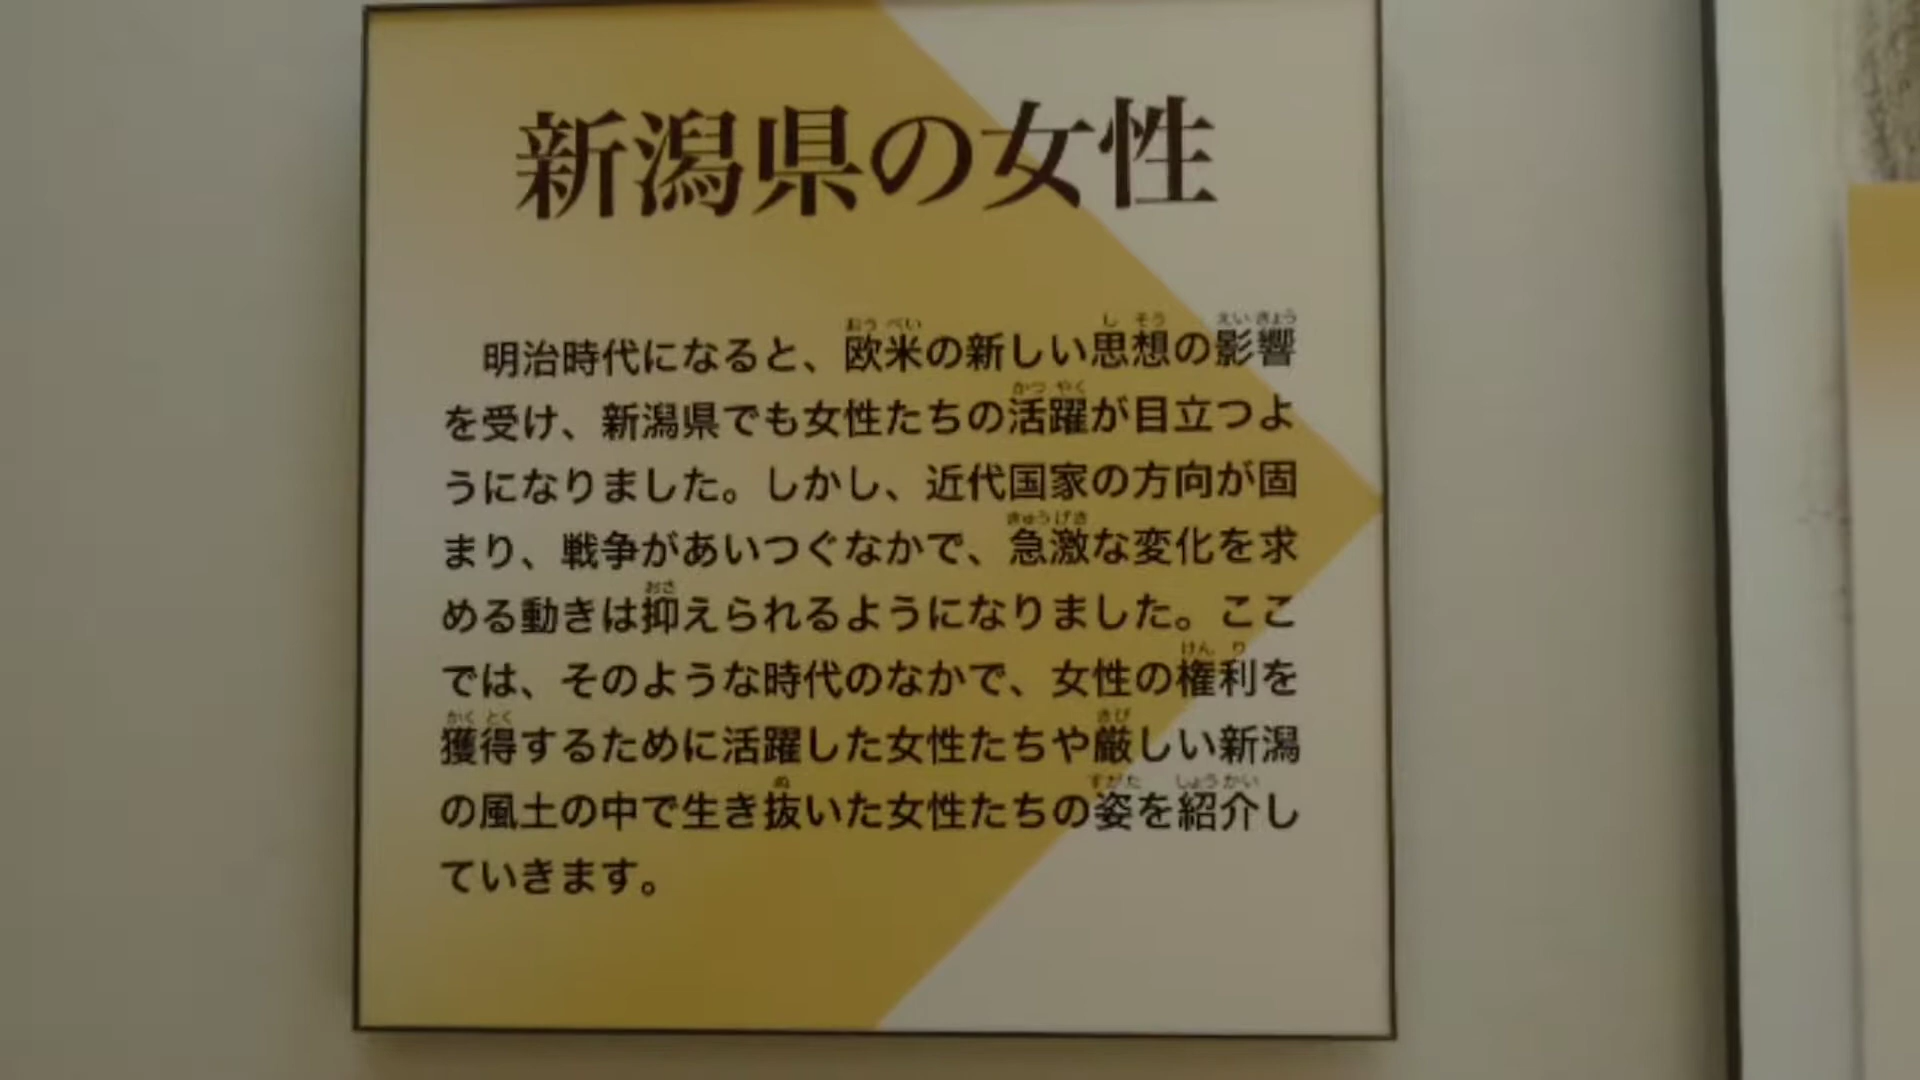 新潟県の女性
明治時代になると、欧米の新しい思想の影響
を受け、新潟県でも女性たちの活躍が目立つよ
うになりました。しかし、近代国家の方向が固
まり、戦争があいつぐなかで、急激な変化を求
める動きは抑えられるようになりました。ここ
では、そのような時代のなかで、女性の権利を
獲得するために活躍した女性たちや厳しい新潟
の風土の中で生き抜いた女性たちの姿を紹介し
ていきます。